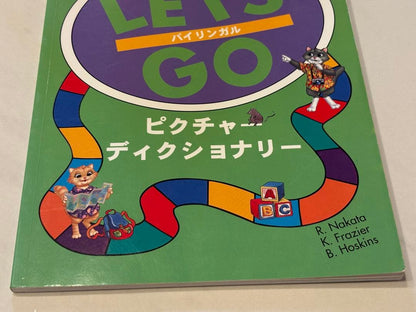 LET'S
バイリンガル
GO
ピクチャー
ディクショナリー
A
B C
R. Nakata
K. Frazier
B. Hoskins